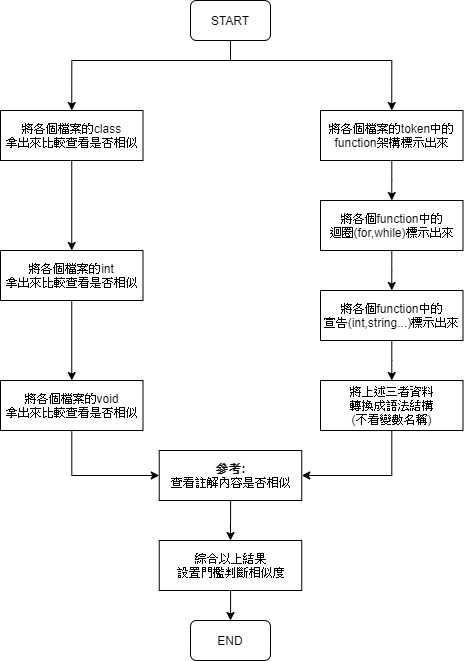 START
將各個檔案的class
拿出來比較查看是否相似
將各個檔案的int
拿出來比較查看是否相似
將各個檔案的void
拿出來比較查看是否相似
將各個檔案的token中的
function架構標示出來
將各個function中的
迴圈(for,while)標示出來
將各個function中的
宣告(int,string...)標示出來
將上述三者資料
轉換成語法結構
(不看變數名稱)
參考:
查看註解內容是否相似
綜合以上結果
設置門檻判斷相似度
END